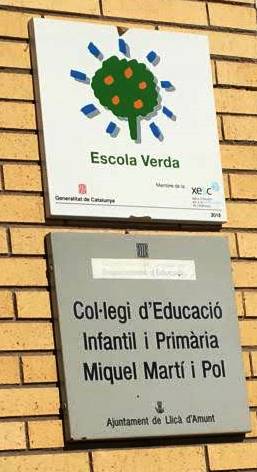 Escola Verda
Generalitat de Catalunya
Membre de la
xesc
2015
Col·legi d'Educació
Infantil i Primària
Miquel Martí i Pol
Ajuntament de Lliçà d'Amunt